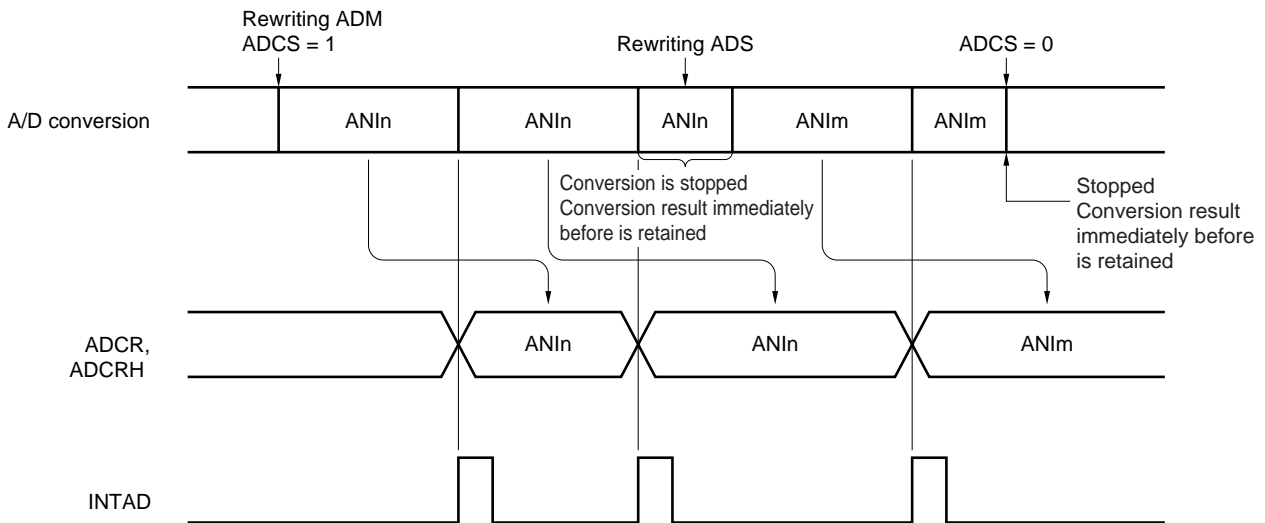 Rewriting ADM
ADCS = 1
Rewriting ADS
ADCS = 0
A/D conversion
ANIn
ANIn
ANIn
ANIm
ANIm
Conversion is stopped
Conversion result immediately
before is retained
Stopped
Conversion result
immediately before
is retained
ADCR,
ADCRH
ANIn
ANIn
ANIm
INTAD